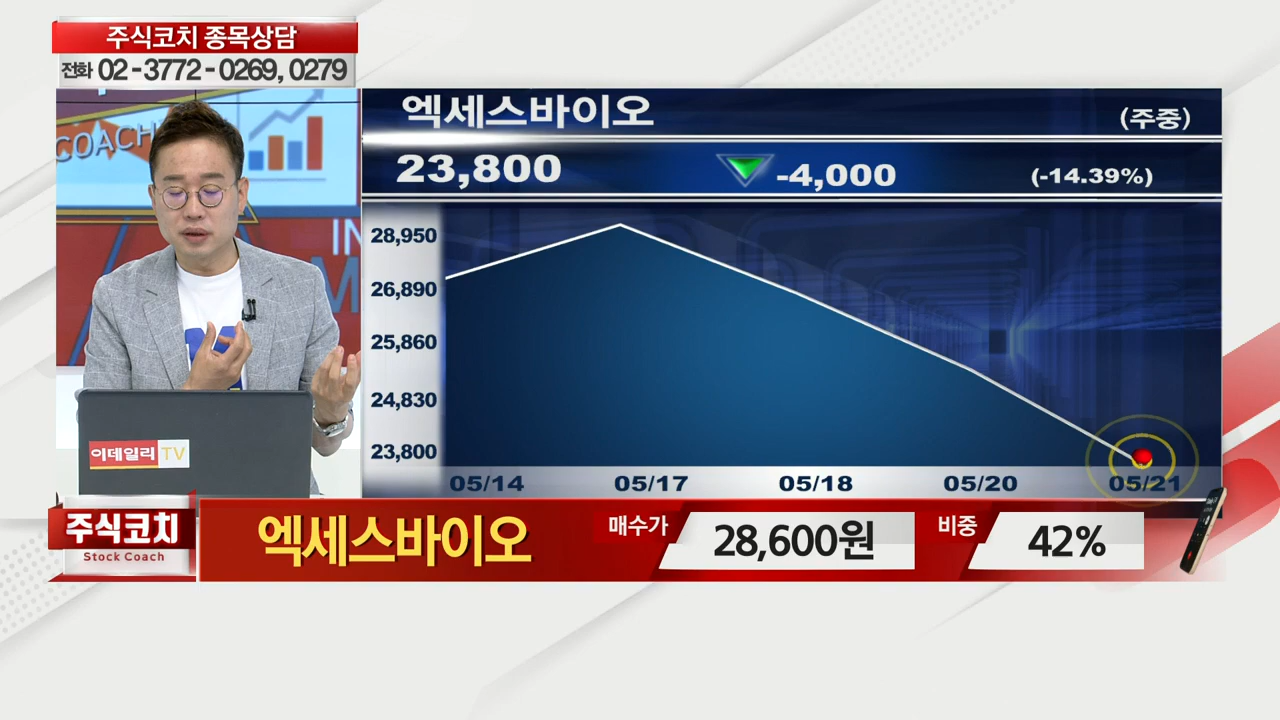 주식코치 종목상담
전화 02-3772-0269, 0279
COACH
IN
M
이데일리 TV
엑세스바이오
(주중)
23,800
-4,000
(-14.39%)
28,950
26,890
25,860
24,830
23,800
05/14
05/17
05/18
05/20
05/21
주식코치
Stock Coach
엑세스바이오
매수가
28,600원
비중
42%